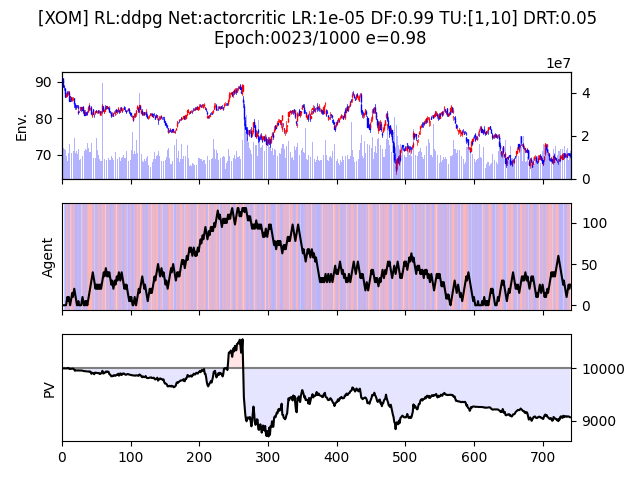 [XOM] RL:ddpg Net:actorcritic LR:1e-05 DF:0.99 TU:[1,10] DRT:0.05
Epoch:0023/1000 e=0.98
1e7
90
80
70
Env.
4
2
0
Agent
100
50
0
PV
10000
9000
0 100 200 300 400 500 600 700